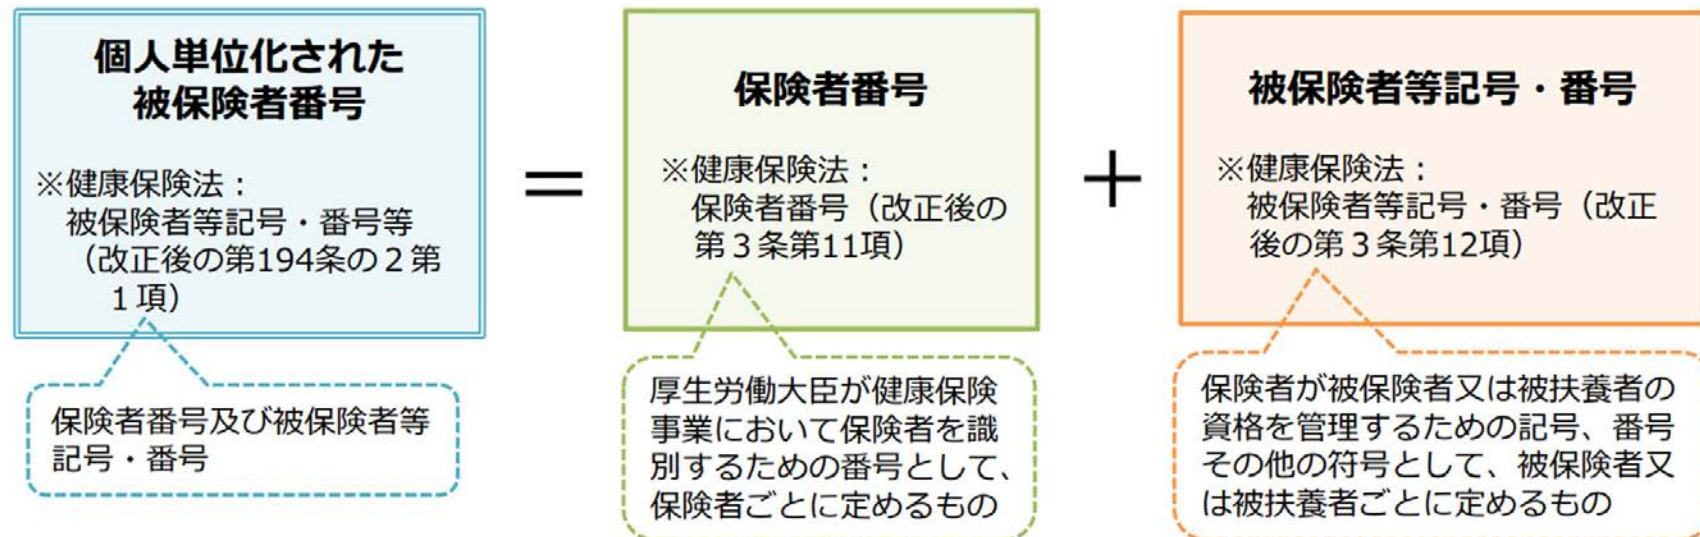 個人単位化された
被保険者番号
※健康保険法：
被保険者等記号・番号等
（改正後の第194条の２第
１項）
保険者番号及び被保険者等
記号・番号
＝
保険者番号
※健康保険法：
保険者番号（改正後の
第３条第11項）
厚生労働大臣が健康保険
事業において保険者を識
別するための番号として、
保険者ごとに定めるもの
＋
被保険者等記号・番号
※健康保険法：
被保険者等記号・番号（改正
後の第３条第12項）
保険者が被保険者又は被扶養者の
資格を管理するための記号、番号
その他の符号として、被保険者又
は被扶養者ごとに定めるもの